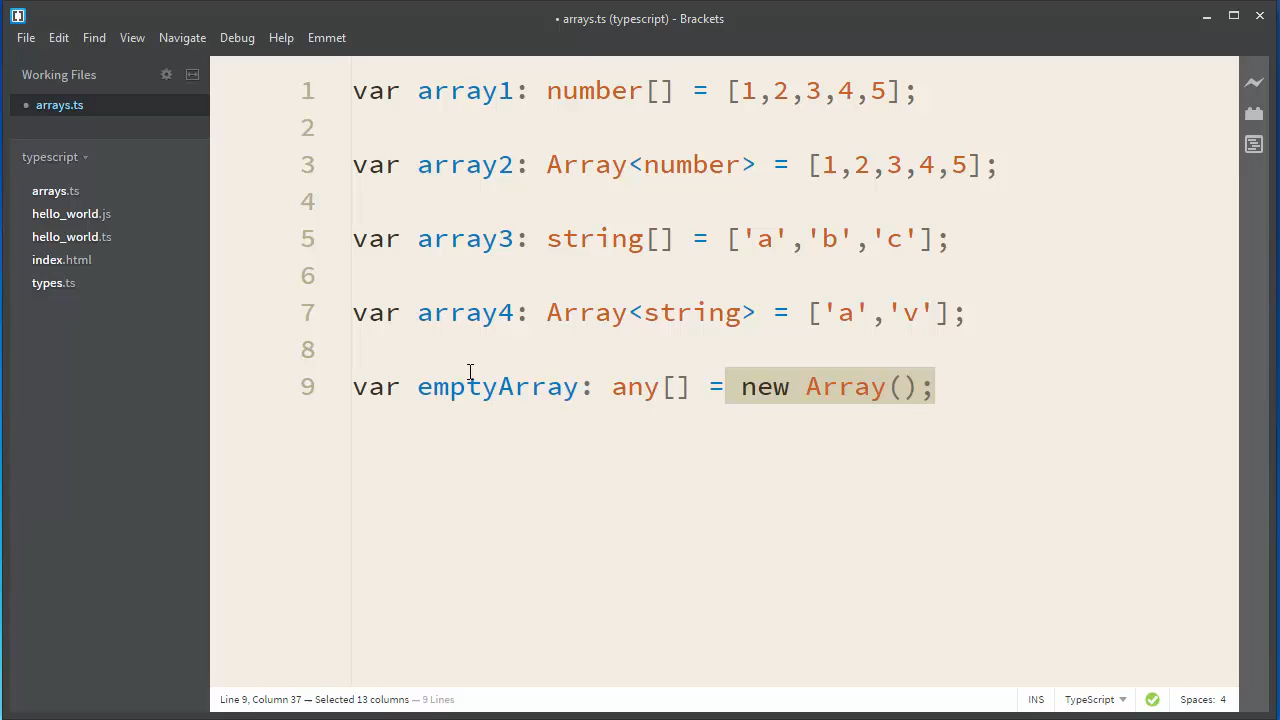 • arrays.ts (typescript) - Brackets
File Edit Find View Navigate Debug Help Emmet
Working Files
• arrays.ts
typescript
arrays.ts
hello_world.js
hello_world.ts
index.html
types.ts
1 var array1: number[] = [1,2,3,4,5];
2
3 var array2: Array<number> = [1,2,3,4,5];
4
5 var array3: string[] = ['a','b','c'];
6
7 var array4: Array<string> = ['a','v'];
8
9 var emptyArray: any[] = new Array();
Line 9, Column 37 — Selected 13 columns — 9 Lines INS TypeScript Spaces: 4